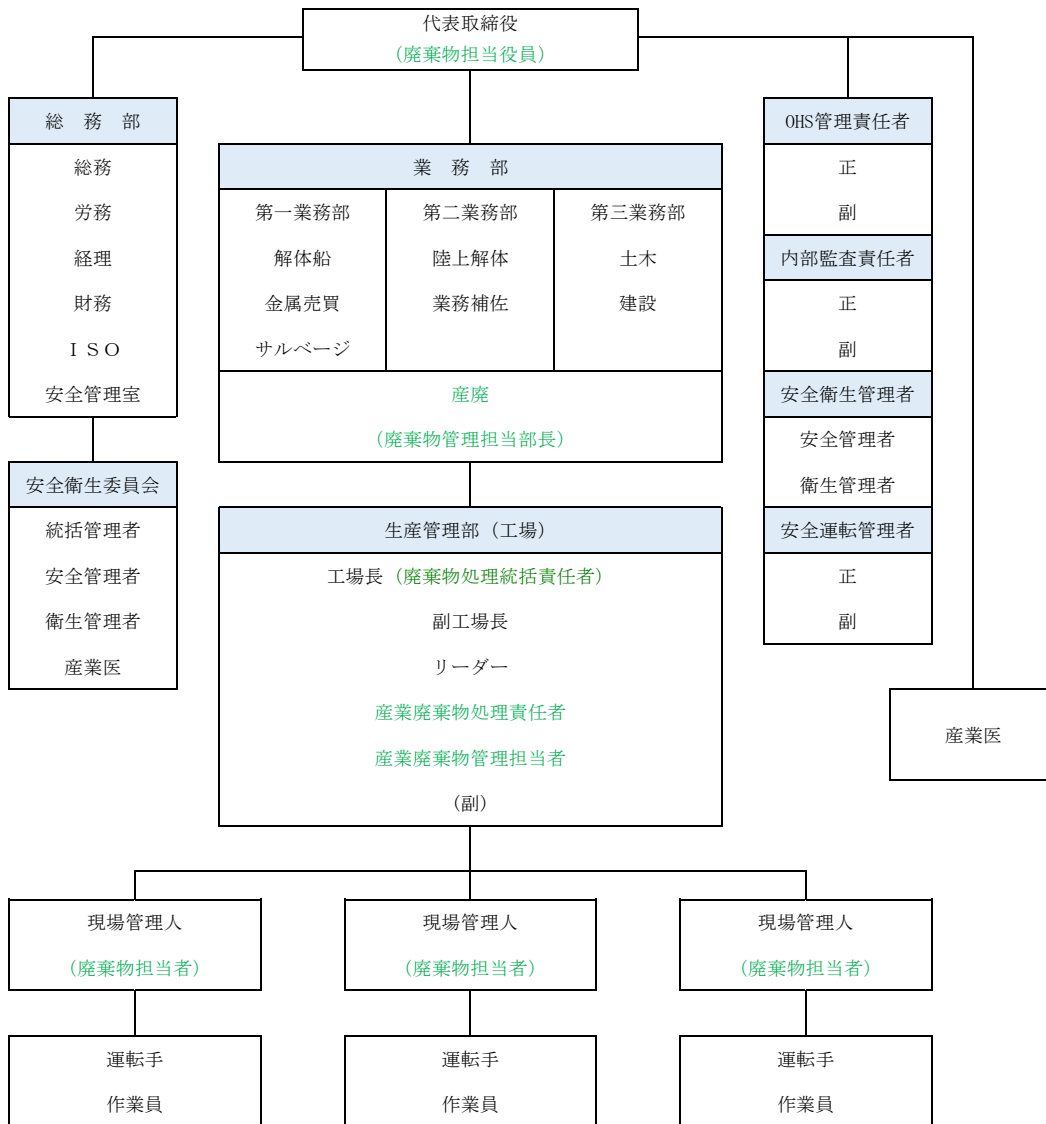 代表取締役
(廃棄物担当役員)
総　務　部
総務
労務
経理
財務
ＩＳＯ
安全管理室
安全衛生委員会
統括管理者
安全管理者
衛生管理者
産業医
業　務　部
第一業務部
解体船
金属売買
サルベージ
第二業務部
陸上解体
業務補佐
第三業務部
土木
建設
産廃
(廃棄物管理担当部長)
生産管理部（工場）
工場長（廃棄物処理統括責任者）
副工場長
リーダー
産業廃棄物処理責任者
産業廃棄物管理担当者
(副)
OHS管理責任者
正
副
内部監査責任者
正
副
安全衛生管理者
安全管理者
衛生管理者
安全運転管理者
正
副
産業医
現場管理人
(廃棄物担当者)
運転手
作業員
現場管理人
(廃棄物担当者)
運転手
作業員
現場管理人
(廃棄物担当者)
運転手
作業員